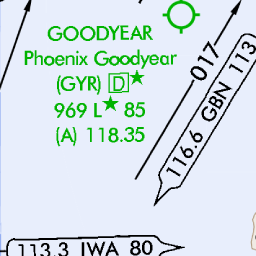 GOODYEAR
Phoenix Goodyear
(GYR) D★
969 L★ 85
(A) 118.35
017
116.6 GBN 113
113.3 IWA 80